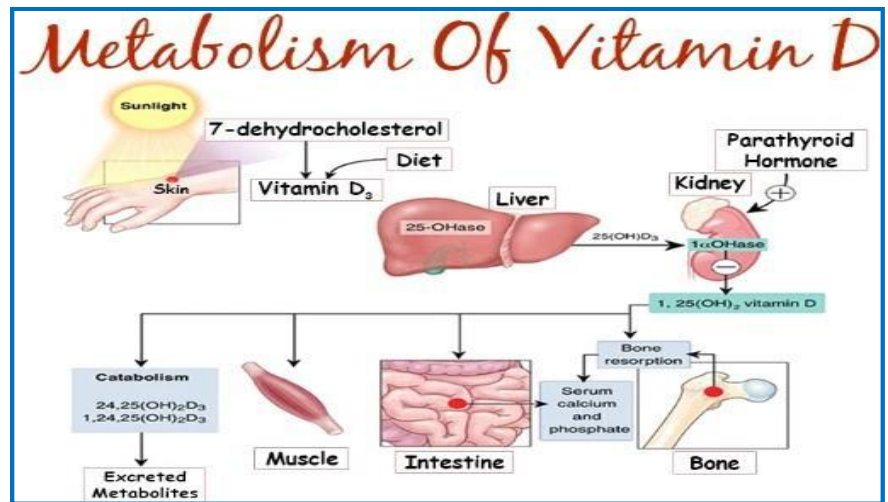 Metabolism Of Vitamin D
Sunlight
7-dehydrocholesterol
Diet
Skin
Vitamin D₃
Parathyroid
Hormone
Kidney
Liver
25-OHase
25(OH)D₃
1αOHase
1, 25(OH)₂ vitamin D
Catabolism
24,25(OH)₂D₃
1,24,25(OH)₂D₃
Excreted
Metabolites
Muscle
Intestine
Serum
calcium
and
phosphate
Bone
resorption
Bone